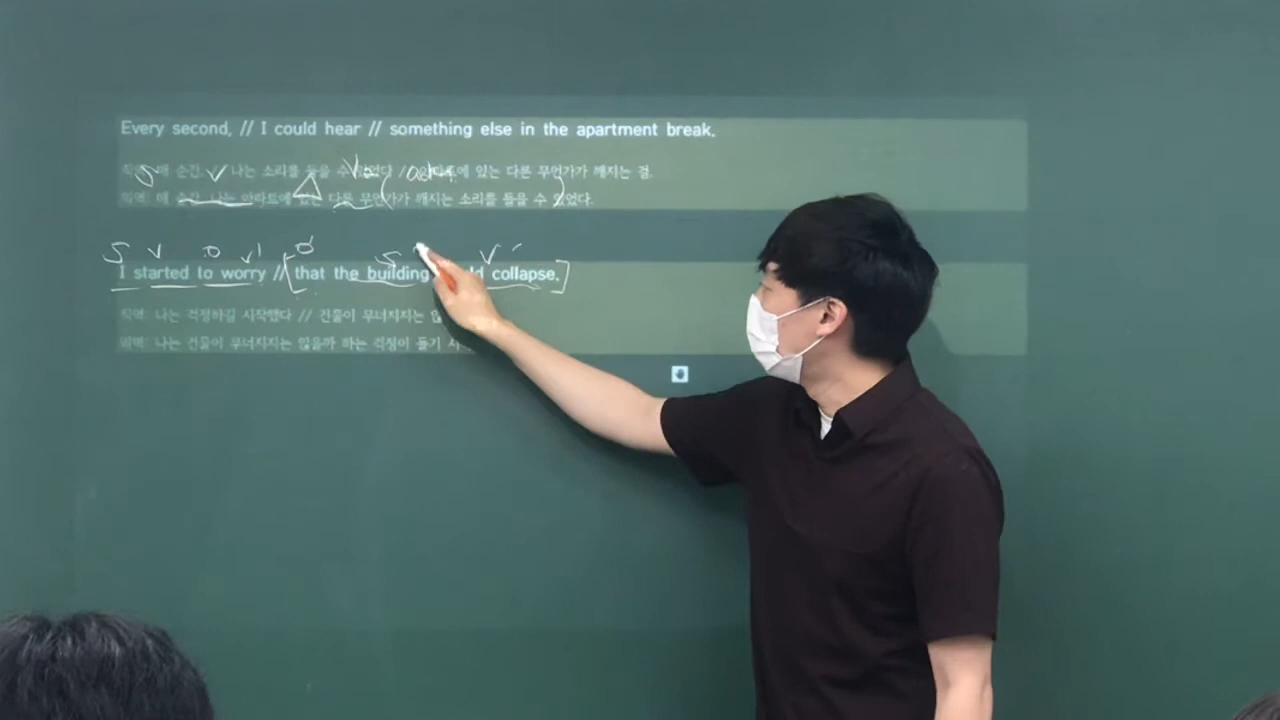 Every second, // I could hear // something else in the apartment break.
직역: 매 순간, 나는 소리를 들을 수 있었다 // 아파트에 있는 다른 무언가가 깨지는 걸.
S V V
의역: 매 순간, 나는 아파트에 있는 다른 무언가가 깨지는 소리를 들을 수 있었다.
S V O V' O' S V
I started to worry // that the building collapse.
직역: 나는 걱정하길 시작했다 // 건물이 무너지지는
의역: 나는 건물이 무너지지는 않을까 하는 걱정이 들기